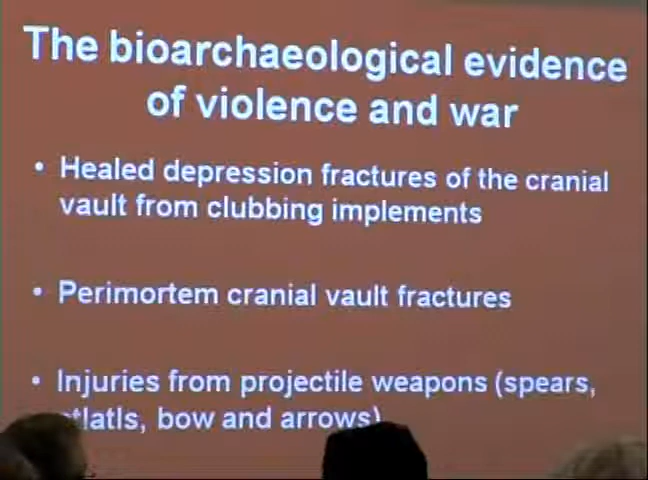 The bioarchaeological evidence
of violence and war
• Healed depression fractures of the cranial
vault from clubbing implements
• Perimortem cranial vault fractures
• Injuries from projectile weapons (spears,
atlatls, bow and arrows)